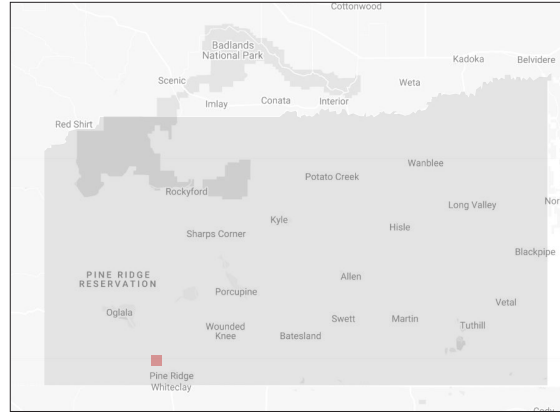 Cottonwood
Badlands
National Park
Kadoka
Belvidere
Scenic
Weta
Imlay
Conata
Interior
Red Shirt
Wanblee
Potato Creek
Rockyford
Long Valley
Nor
Kyle
Hisle
Sharps Corner
Blackpipe
PINE RIDGE
RESERVATION
Allen
Porcupine
Vetal
Oglala
Swett
Martin
Tuthill
Wounded
Knee
Batesland
Pine Ridge
Whiteclay
Cody